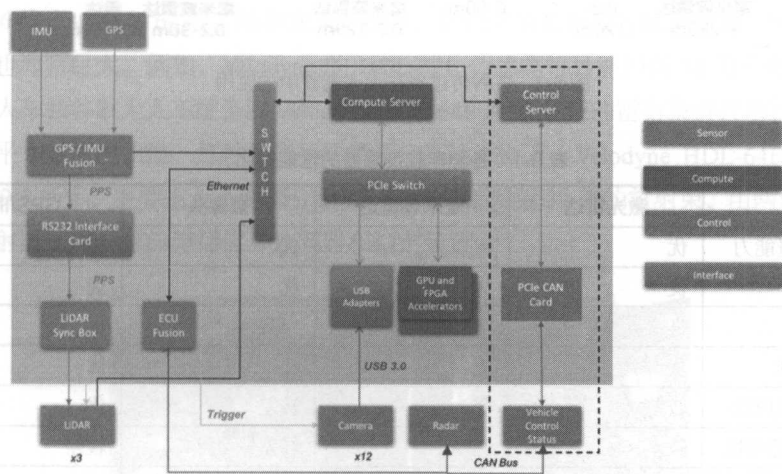 IMU
GPS
GPS / IMU
Fusion
PPS
RS232 Interface
Card
PPS
LiDAR
Sync Box
LiDAR
x3
ECU
Fusion
Ethernet
SWTCH
Compute Server
PCIe Switch
USB
Adapters
GPU and
FPGA
Accelerators
USB 3.0
Trigger
Camera
x12
Radar
CAN Bus
Control
Server
PCIe CAN
Card
Vehicle
Control
Status
Sensor
Compute
Control
Interface